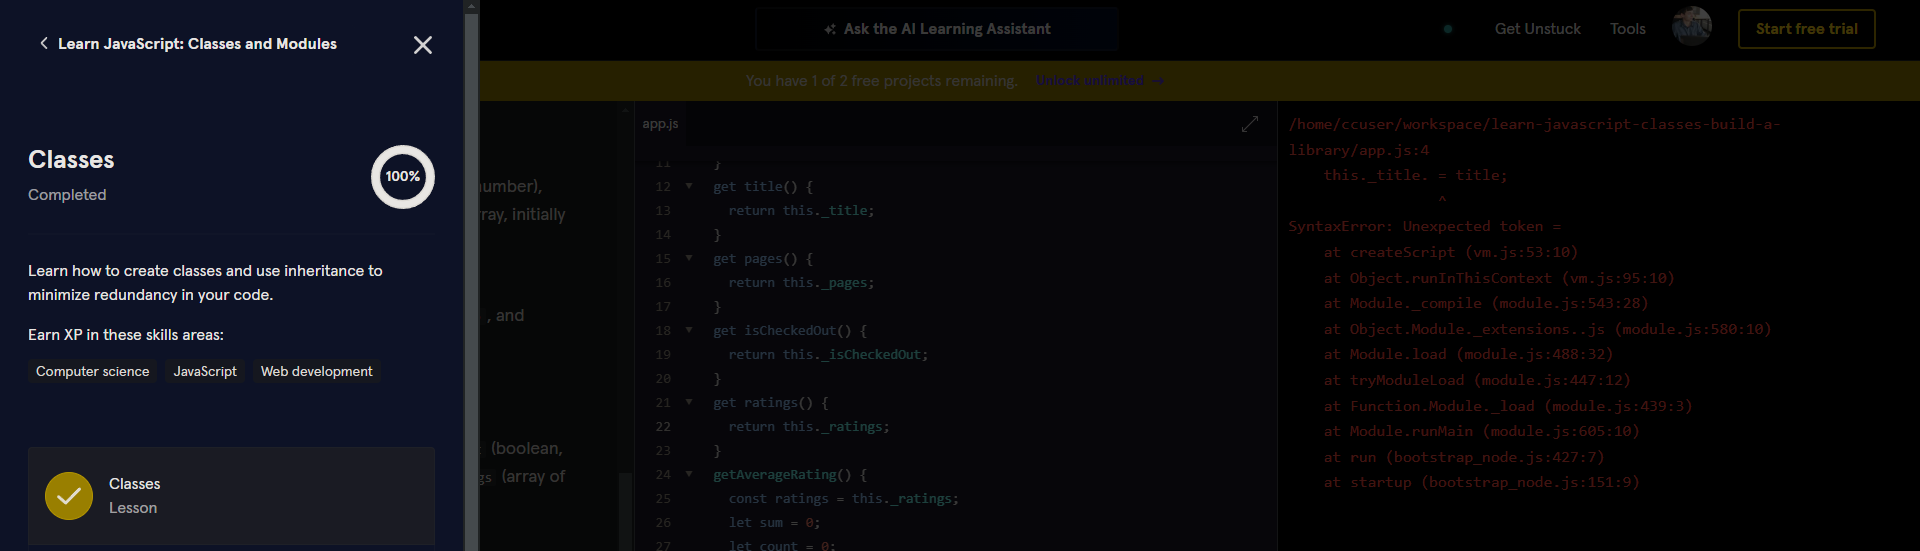 Learn JavaScript: Classes and Modules
Classes
Completed
100%
Learn how to create classes and use inheritance to
minimize redundancy in your code.
Earn XP in these skills areas:
Computer science
JavaScript
Web development
Classes
Lesson
Ask the AI Learning Assistant
Get Unstuck
Tools
Start free trial
You have 1 of 2 free projects remaining.
Unlock unlimited →
number),
array, initially
, and
(boolean,
(array of
app.js
11 }
12 get title() {
13 return this._title;
14 }
15 get pages() {
16 return this._pages;
17 }
18 get isCheckedOut() {
19 return this._isCheckedOut;
20 }
21 get ratings() {
22 return this._ratings;
23 }
24 getAverageRating() {
25 const ratings = this._ratings;
26 let sum = 0;
27 let count = 0;
/home/ccuser/workspace/learn-javascript-classes-build-a-
library/app.js:4
this._title. = title;
^
SyntaxError: Unexpected token =
at createScript (vm.js:53:10)
at Object.runInThisContext (vm.js:95:10)
at Module._compile (module.js:543:28)
at Object.Module._extensions..js (module.js:580:10)
at Module.load (module.js:488:32)
at tryModuleLoad (module.js:447:12)
at Function.Module._load (module.js:439:3)
at Module.runMain (module.js:605:10)
at run (bootstrap_node.js:427:7)
at startup (bootstrap_node.js:151:9)